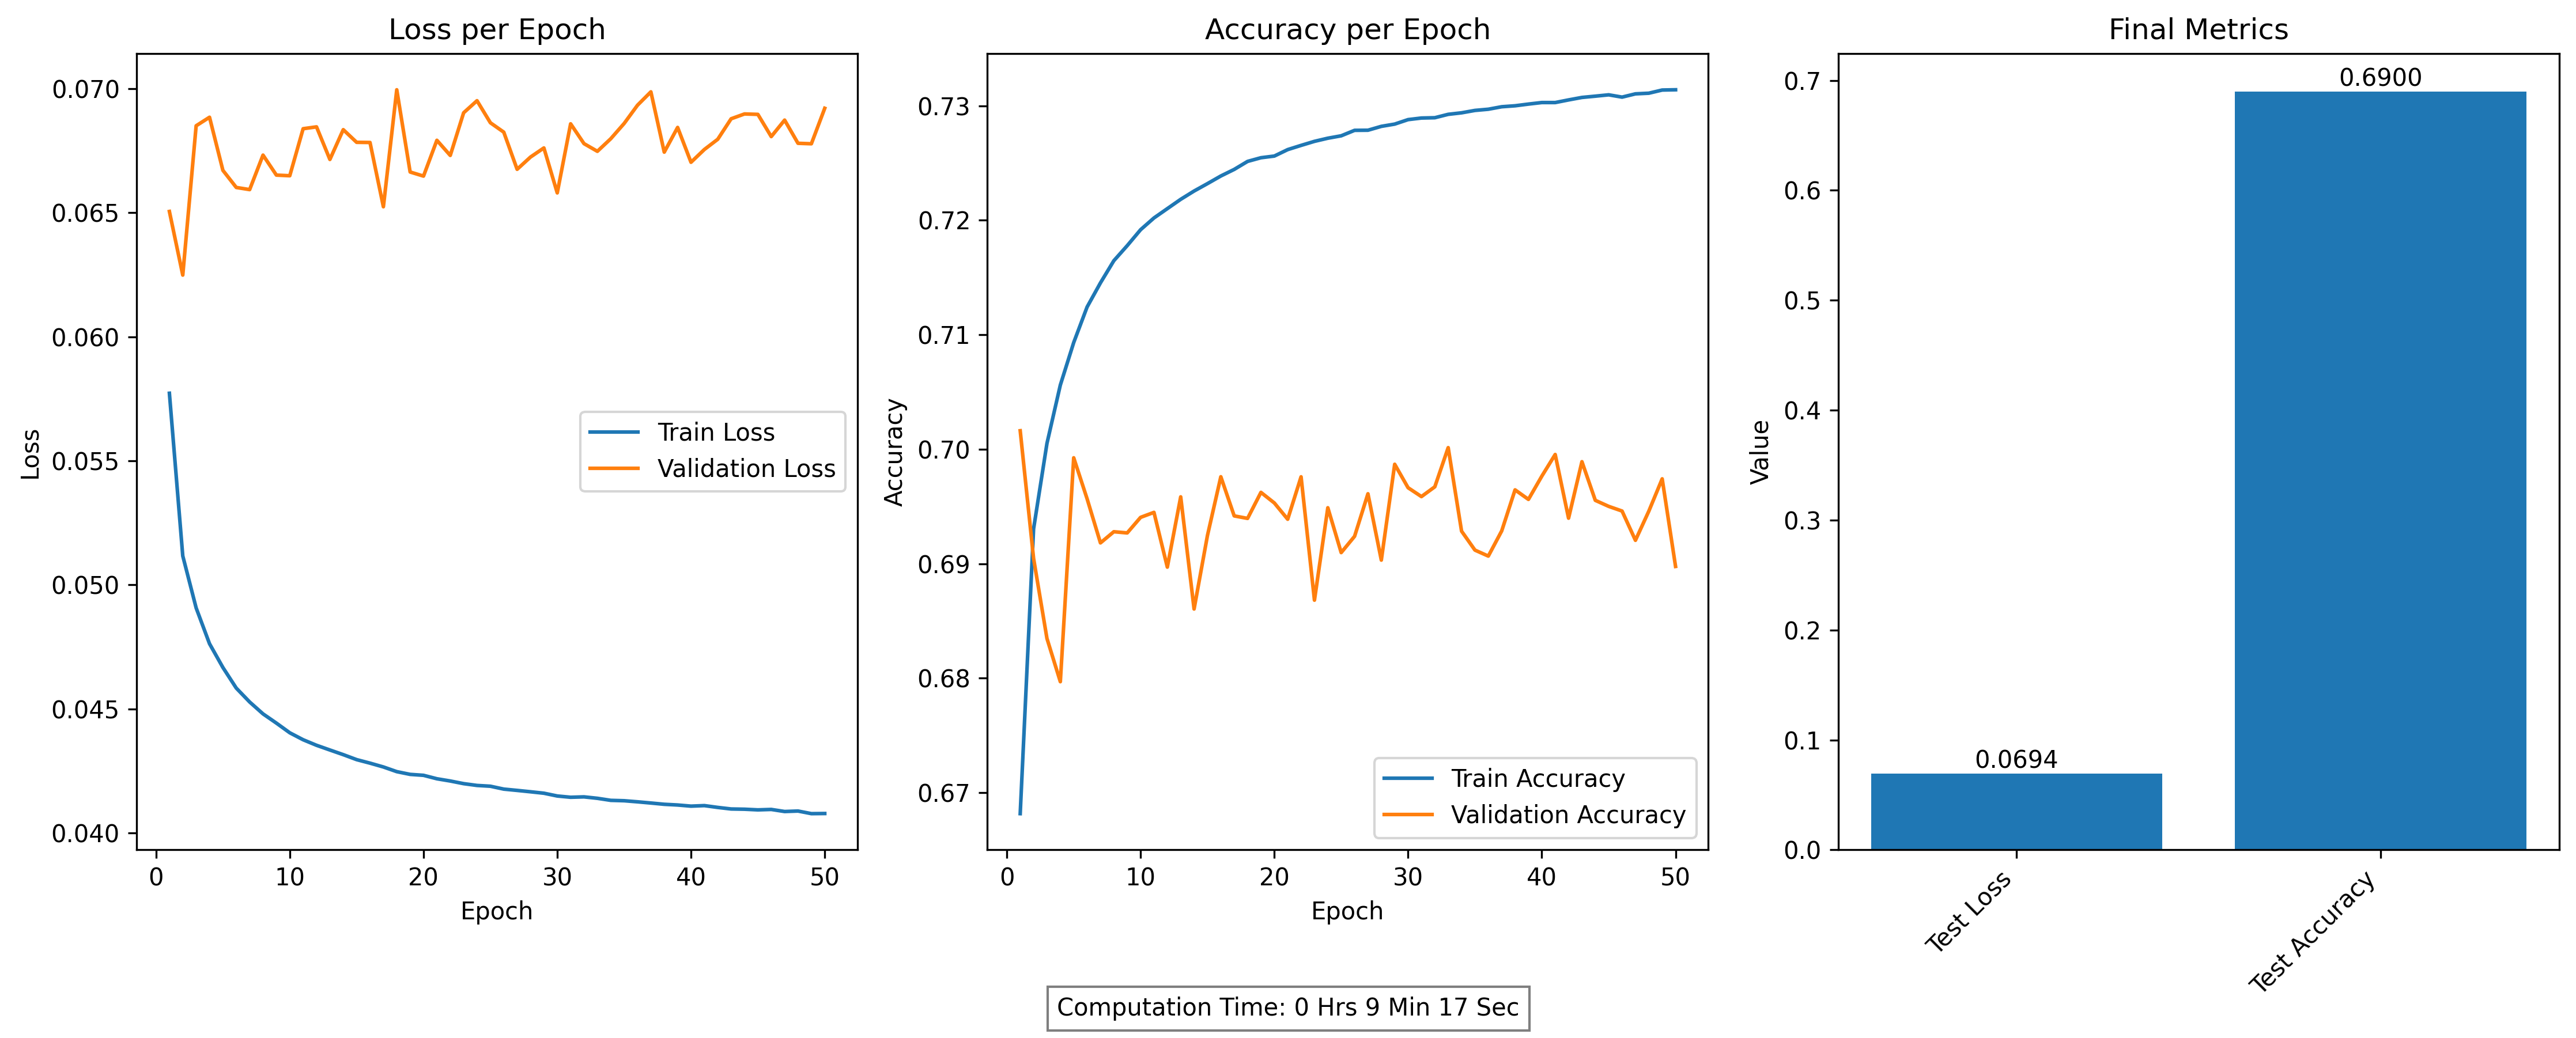 Loss per Epoch
Loss
0.070
0.065
0.060
0.055
0.050
0.045
0.040
Train Loss
Validation Loss
0 10 20 30 40 50
Epoch
Accuracy per Epoch
Accuracy
0.73
0.72
0.71
0.70
0.69
0.68
0.67
Train Accuracy
Validation Accuracy
0 10 20 30 40 50
Epoch
Final Metrics
Value
0.7
0.6
0.5
0.4
0.3
0.2
0.1
0.0
0.0694
0.6900
Test Loss
Test Accuracy
Computation Time: 0 Hrs 9 Min 17 Sec